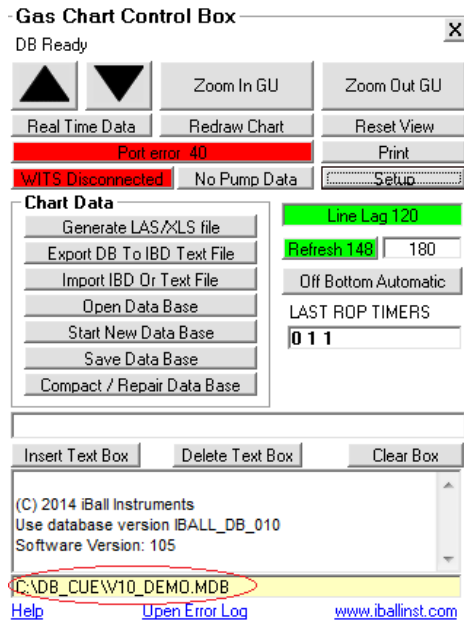 Gas Chart Control Box
X
DB Ready
Zoom In GU
Zoom Out GU
Real Time Data
Redraw Chart
Reset View
Port error 40
Print
WITS Disconnected
No Pump Data
Setup
Chart Data
Generate LAS/XLS file
Line Lag 120
Export DB To IBD Text File
Refresh 148
180
Import IBD Or Text File
Off Bottom Automatic
Open Data Base
LAST ROP TIMERS
Start New Data Base
0 1 1
Save Data Base
Compact / Repair Data Base
Insert Text Box
Delete Text Box
Clear Box
(C) 2014 iBall Instruments
Use database version IBALL_DB_010
Software Version: 105
C:\DB_CUE\V10_DEMO.MDB
Help
Open Error Log
www.iballinst.com